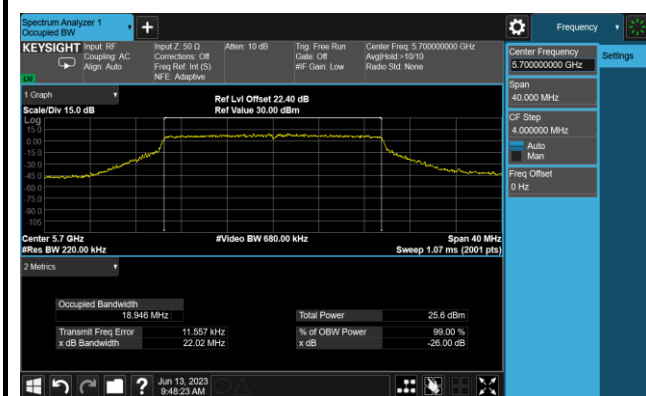 Spectrum Analyzer 1
Occupied BW
+
Frequency
KEYSIGHT
Input: RF
Coupling: AC
Align: Auto
Input Z: 50 Ω
Corrections: Off
Freq Ref: Int (S)
NFE: Adaptive
Atten: 10 dB
Trig: Free Run
Gate: Off
#IF Gain: Low
Center Freq: 5.700000000 GHz
Avg|Hold:>10/10
Radio Std: None
Center Frequency
5.700000000 GHz
Settings
Span
40.000 MHz
CF Step
4.000000 MHz
Auto
Man
Freq Offset
0 Hz
1 Graph
Scale/Div 15.0 dB
Ref Lvl Offset 22.40 dB
Ref Value 30.00 dBm
Log
15.0
0.00
-15.0
-30.0
-45.0
-60.0
-75.0
-90.0
-105
Center 5.7 GHz
#Video BW 680.00 kHz
Span 40 MHz
#Res BW 220.00 kHz
Sweep 1.07 ms (2001 pts)
2 Metrics
Occupied Bandwidth
18.946 MHz
Total Power 25.6 dBm
Transmit Freq Error 11.557 kHz
% of OBW Power 99.00 %
x dB Bandwidth 22.02 MHz
x dB -26.00 dB
?
Jun 13, 2023
9:48:23 AM